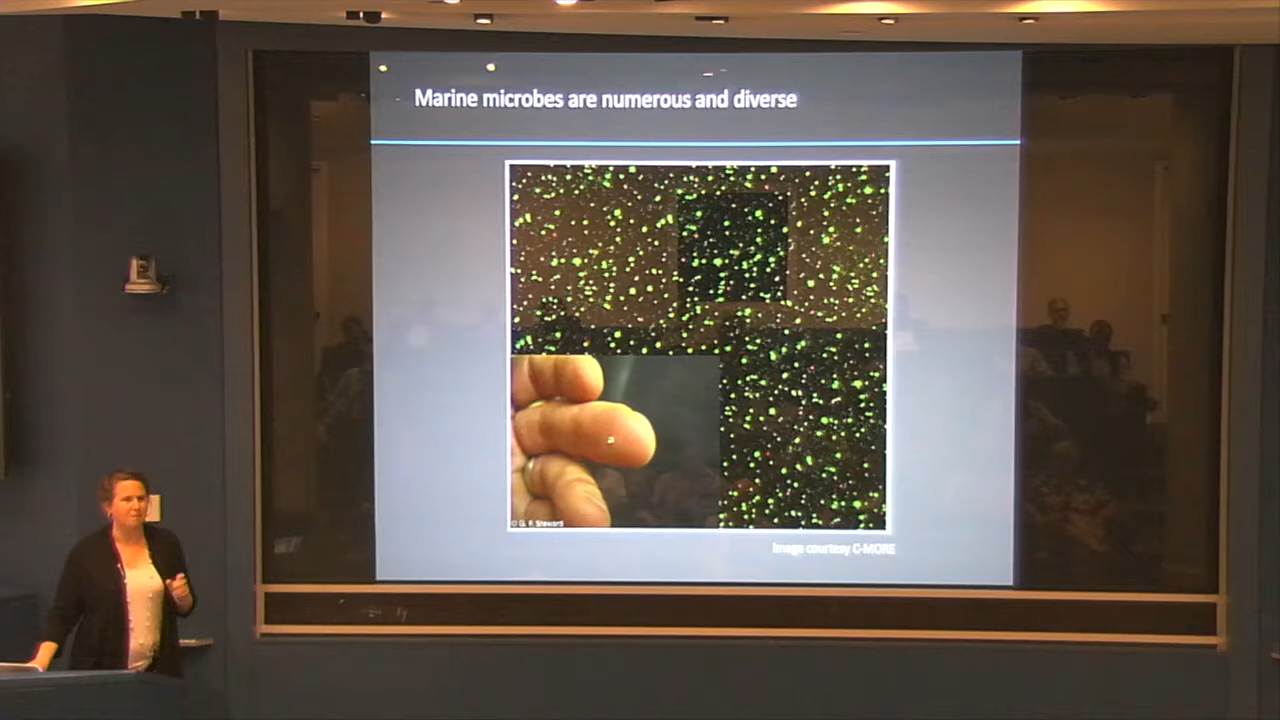 Marine microbes are numerous and diverse
© G. F. Steward
Image courtesy C-MORE